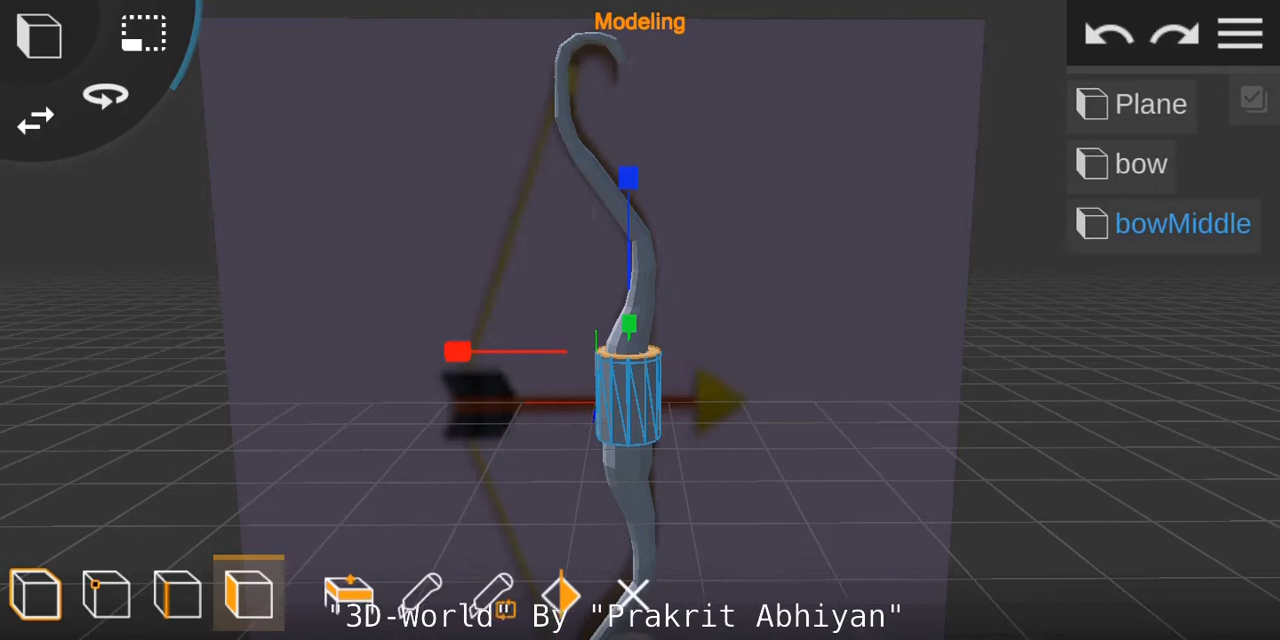 Modeling
Plane
bow
bowMiddle
"3D-World" By "Prakrit Abhiyan"